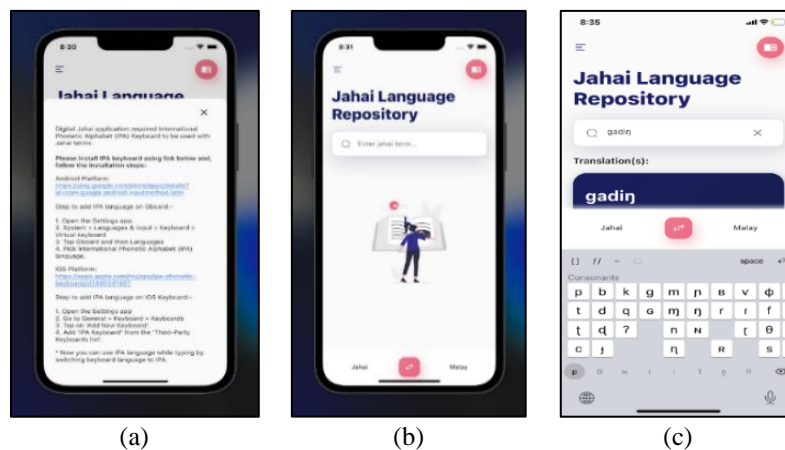 8:30
Jahai Language
Digital Jahai application required International
Phonetic Alphabet (IPA) Keyboard to be used with
Jahai terms.
Please install IPA keyboard using link below and,
follow the installation steps:
Android Platform:
Step to add IPA language on Gboard:-
1. Open the Settings app
2. System > Languages & Input > Keyboard >
Virtual keyboard
3. Tap Gboard and then Languages
4. Pick International Phonetic Alphabet (IPA)
language.
iOS Platform:
Step to add IPA language on iOS Keyboard:-
1. Open the Settings app
2. Go to General > Keyboard > Keyboards
3. Tap on 'Add New Keyboard'.
4. Add 'IPA Keyboard' from the 'Third-Party
Keyboards list'.
* Now you can use IPA language while typing by
switching keyboard language to IPA.
(a)
8:31
Jahai Language
Repository
Enter jahai term...
Jahai
Malay
(b)
8:35
Jahai Language
Repository
gadiŋ
Translation(s):
gadiŋ
Jahai
Malay
[] // ~ space
Consonants
p b k g m ɲ ʙ v ɸ
t d q ɢ ɱ ŋ r ɾ f
ʈ ɖ ʔ n ɴ ɽ θ
c ɟ ɳ ʀ s
(c)